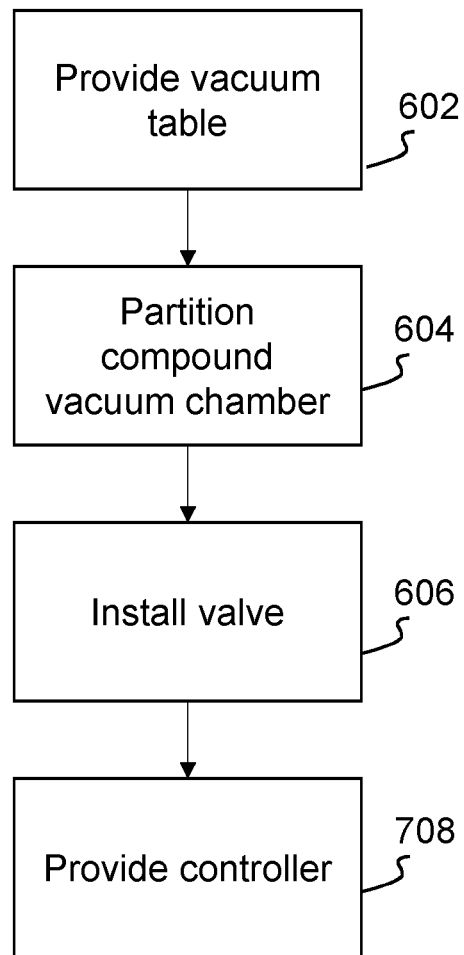 Provide vacuum
table
602
Partition
compound
vacuum chamber
604
Install valve
606
Provide controller
708